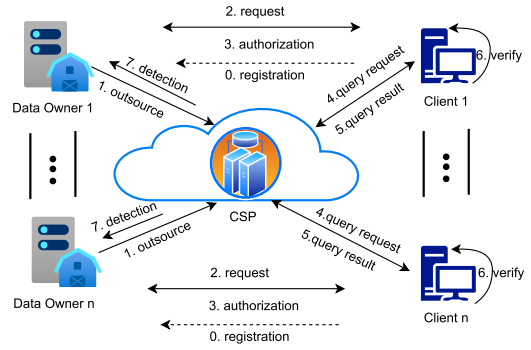 2. request
3. authorization
0. registration
7. detection
1. outsource
4.query request
5.query result
6. verify
Data Owner 1
Client 1
CSP
7. detection
1. outsource
4.query request
5.query result
6. verify
Data Owner n
Client n
2. request
3. authorization
0. registration